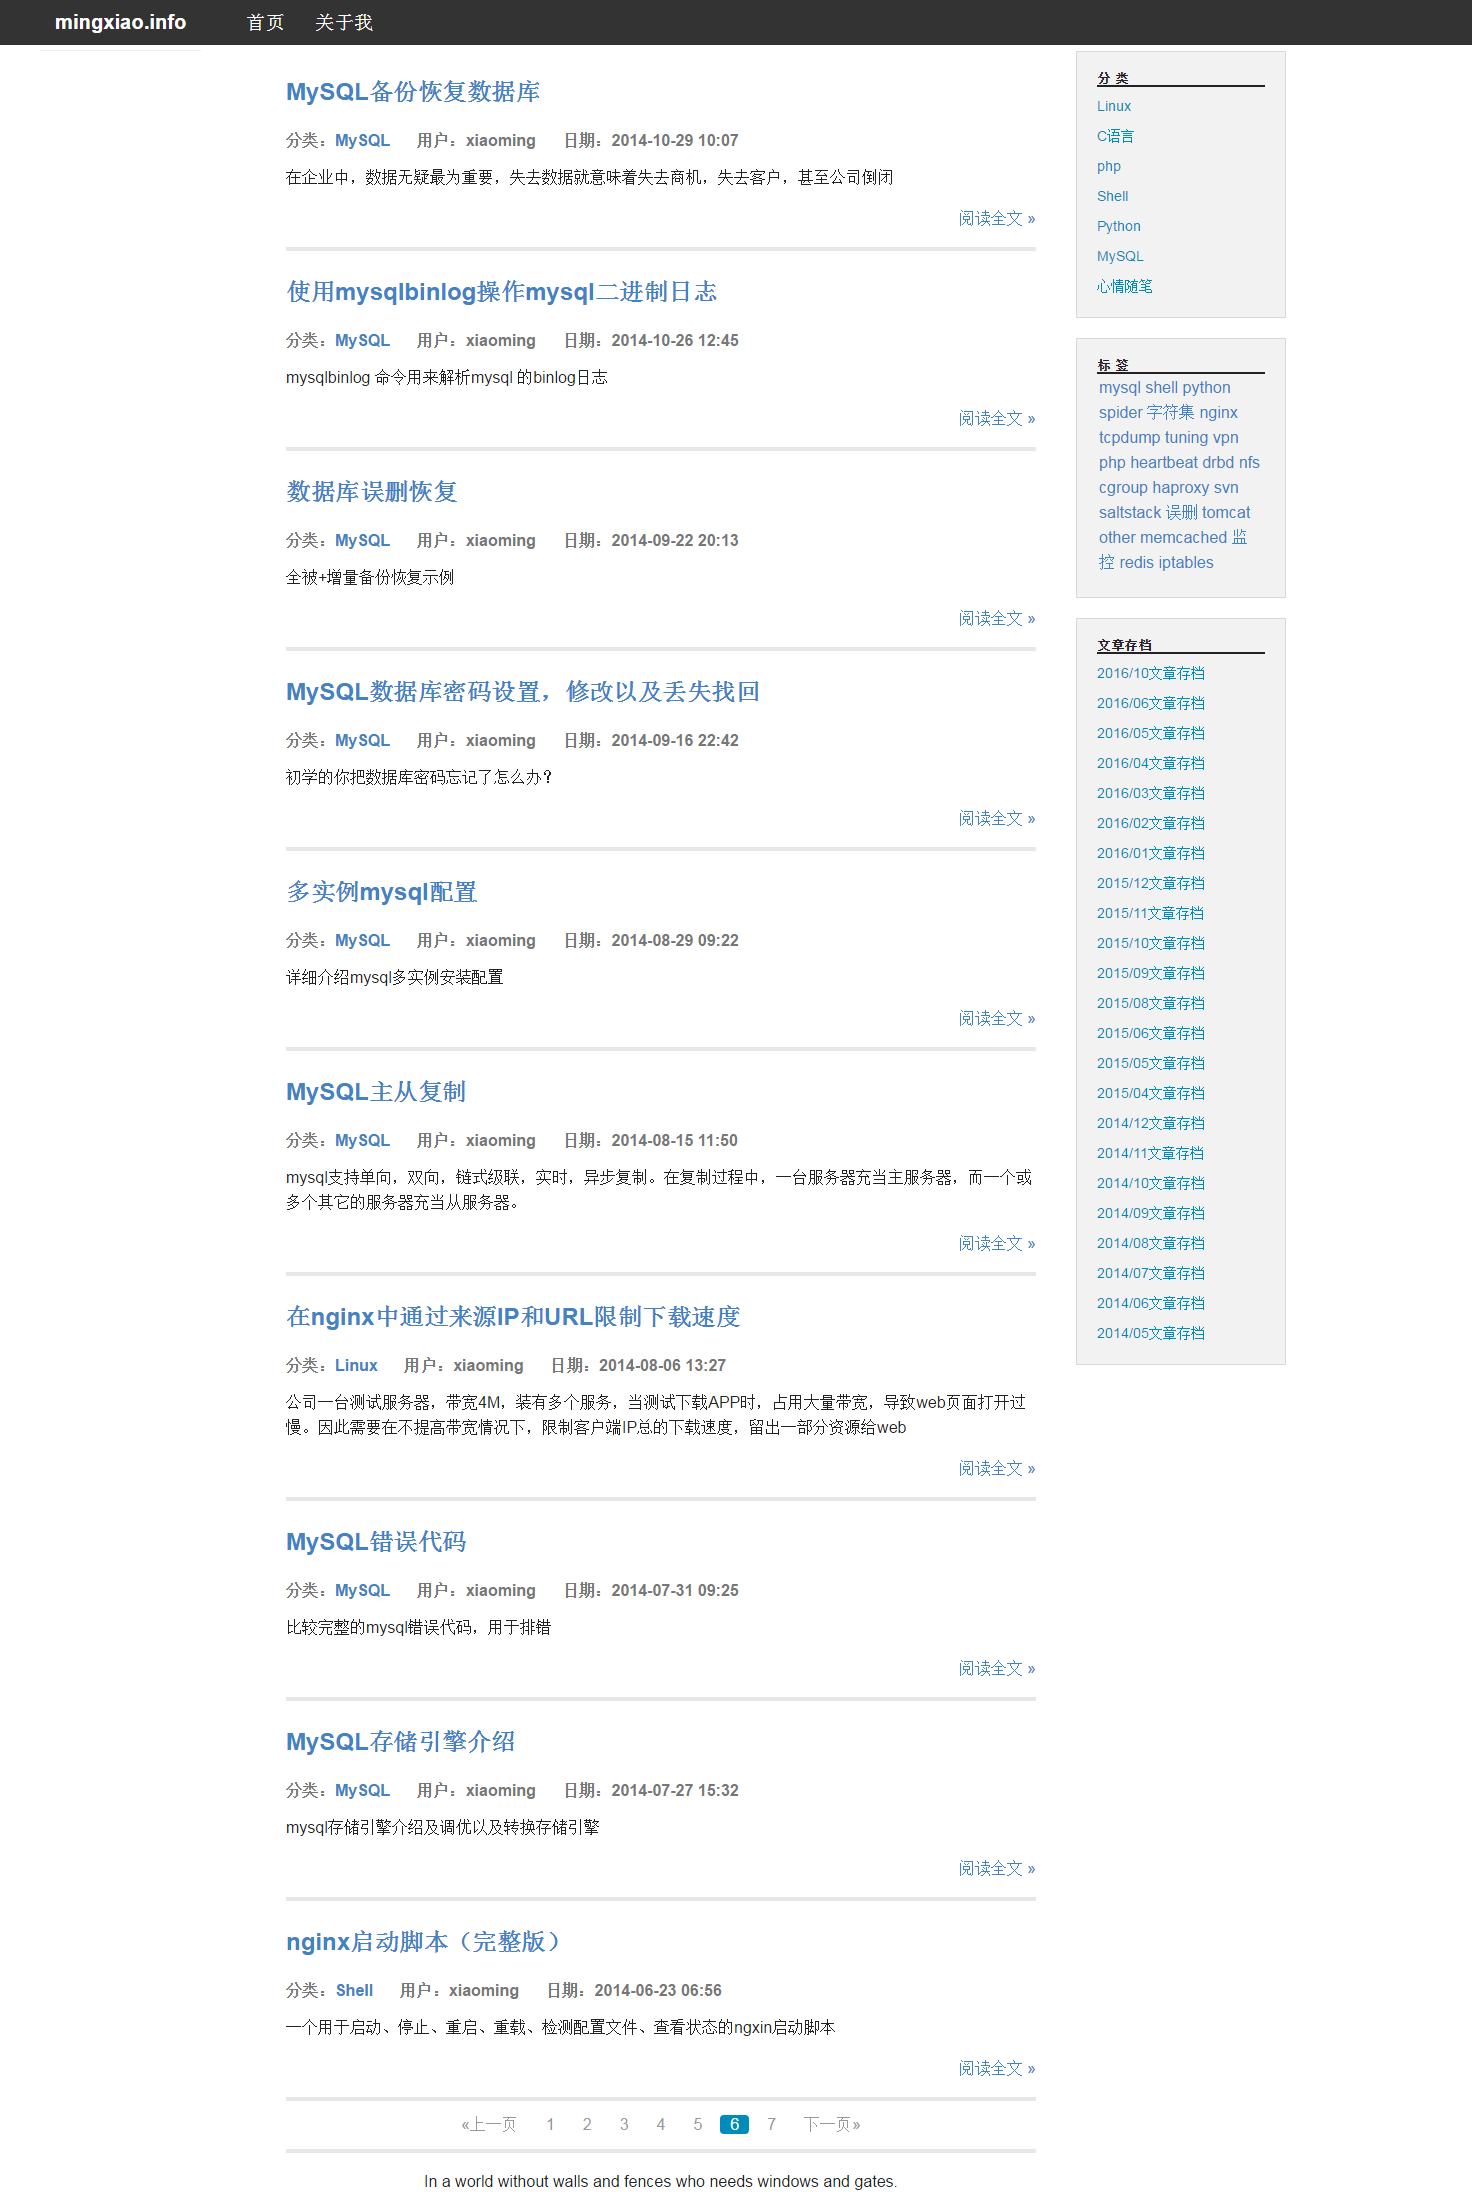 mingxiao.info 首页 关于我
MySQL备份恢复数据库
分类：MySQL 用户：xiaoming 日期：2014-10-29 10:07
在企业中，数据无疑最为重要，失去数据就意味着失去商机，失去客户，甚至公司倒闭
阅读全文 »
使用mysqlbinlog操作mysql二进制日志
分类：MySQL 用户：xiaoming 日期：2014-10-26 12:45
mysqlbinlog 命令用来解析mysql 的binlog日志
阅读全文 »
数据库误删恢复
分类：MySQL 用户：xiaoming 日期：2014-09-22 20:13
全被+增量备份恢复示例
阅读全文 »
MySQL数据库密码设置，修改以及丢失找回
分类：MySQL 用户：xiaoming 日期：2014-09-16 22:42
初学的你把数据库密码忘记了怎么办？
阅读全文 »
多实例mysql配置
分类：MySQL 用户：xiaoming 日期：2014-08-29 09:22
详细介绍mysql多实例安装配置
阅读全文 »
MySQL主从复制
分类：MySQL 用户：xiaoming 日期：2014-08-15 11:50
mysql支持单向，双向，链式级联，实时，异步复制。在复制过程中，一台服务器充当主服务器，而一个或
多个其它的服务器充当从服务器。
阅读全文 »
在nginx中通过来源IP和URL限制下载速度
分类：Linux 用户：xiaoming 日期：2014-08-06 13:27
公司一台测试服务器，带宽4M，装有多个服务，当测试下载APP时，占用大量带宽，导致web页面打开过
慢。因此需要在不提高带宽情况下，限制客户端IP总的下载速度，留出一部分资源给web
阅读全文 »
MySQL错误代码
分类：MySQL 用户：xiaoming 日期：2014-07-31 09:25
比较完整的mysql错误代码，用于排错
阅读全文 »
MySQL存储引擎介绍
分类：MySQL 用户：xiaoming 日期：2014-07-27 15:32
mysql存储引擎介绍及调优以及转换存储引擎
阅读全文 »
nginx启动脚本（完整版）
分类：Shell 用户：xiaoming 日期：2014-06-23 06:56
一个用于启动、停止、重启、重载、检测配置文件、查看状态的ngxin启动脚本
阅读全文 »
«上一页 1 2 3 4 5 6 7 下一页»
In a world without walls and fences who needs windows and gates.
分 类
Linux
C语言
php
Shell
Python
MySQL
心情随笔
标 签
mysql shell python
spider 字符集 nginx
tcpdump tuning vpn
php heartbeat drbd nfs
cgroup haproxy svn
saltstack 误删 tomcat
other memcached 监
控 redis iptables
文章存档
2016/10文章存档
2016/06文章存档
2016/05文章存档
2016/04文章存档
2016/03文章存档
2016/02文章存档
2016/01文章存档
2015/12文章存档
2015/11文章存档
2015/10文章存档
2015/09文章存档
2015/08文章存档
2015/06文章存档
2015/05文章存档
2015/04文章存档
2014/12文章存档
2014/11文章存档
2014/10文章存档
2014/09文章存档
2014/08文章存档
2014/07文章存档
2014/06文章存档
2014/05文章存档